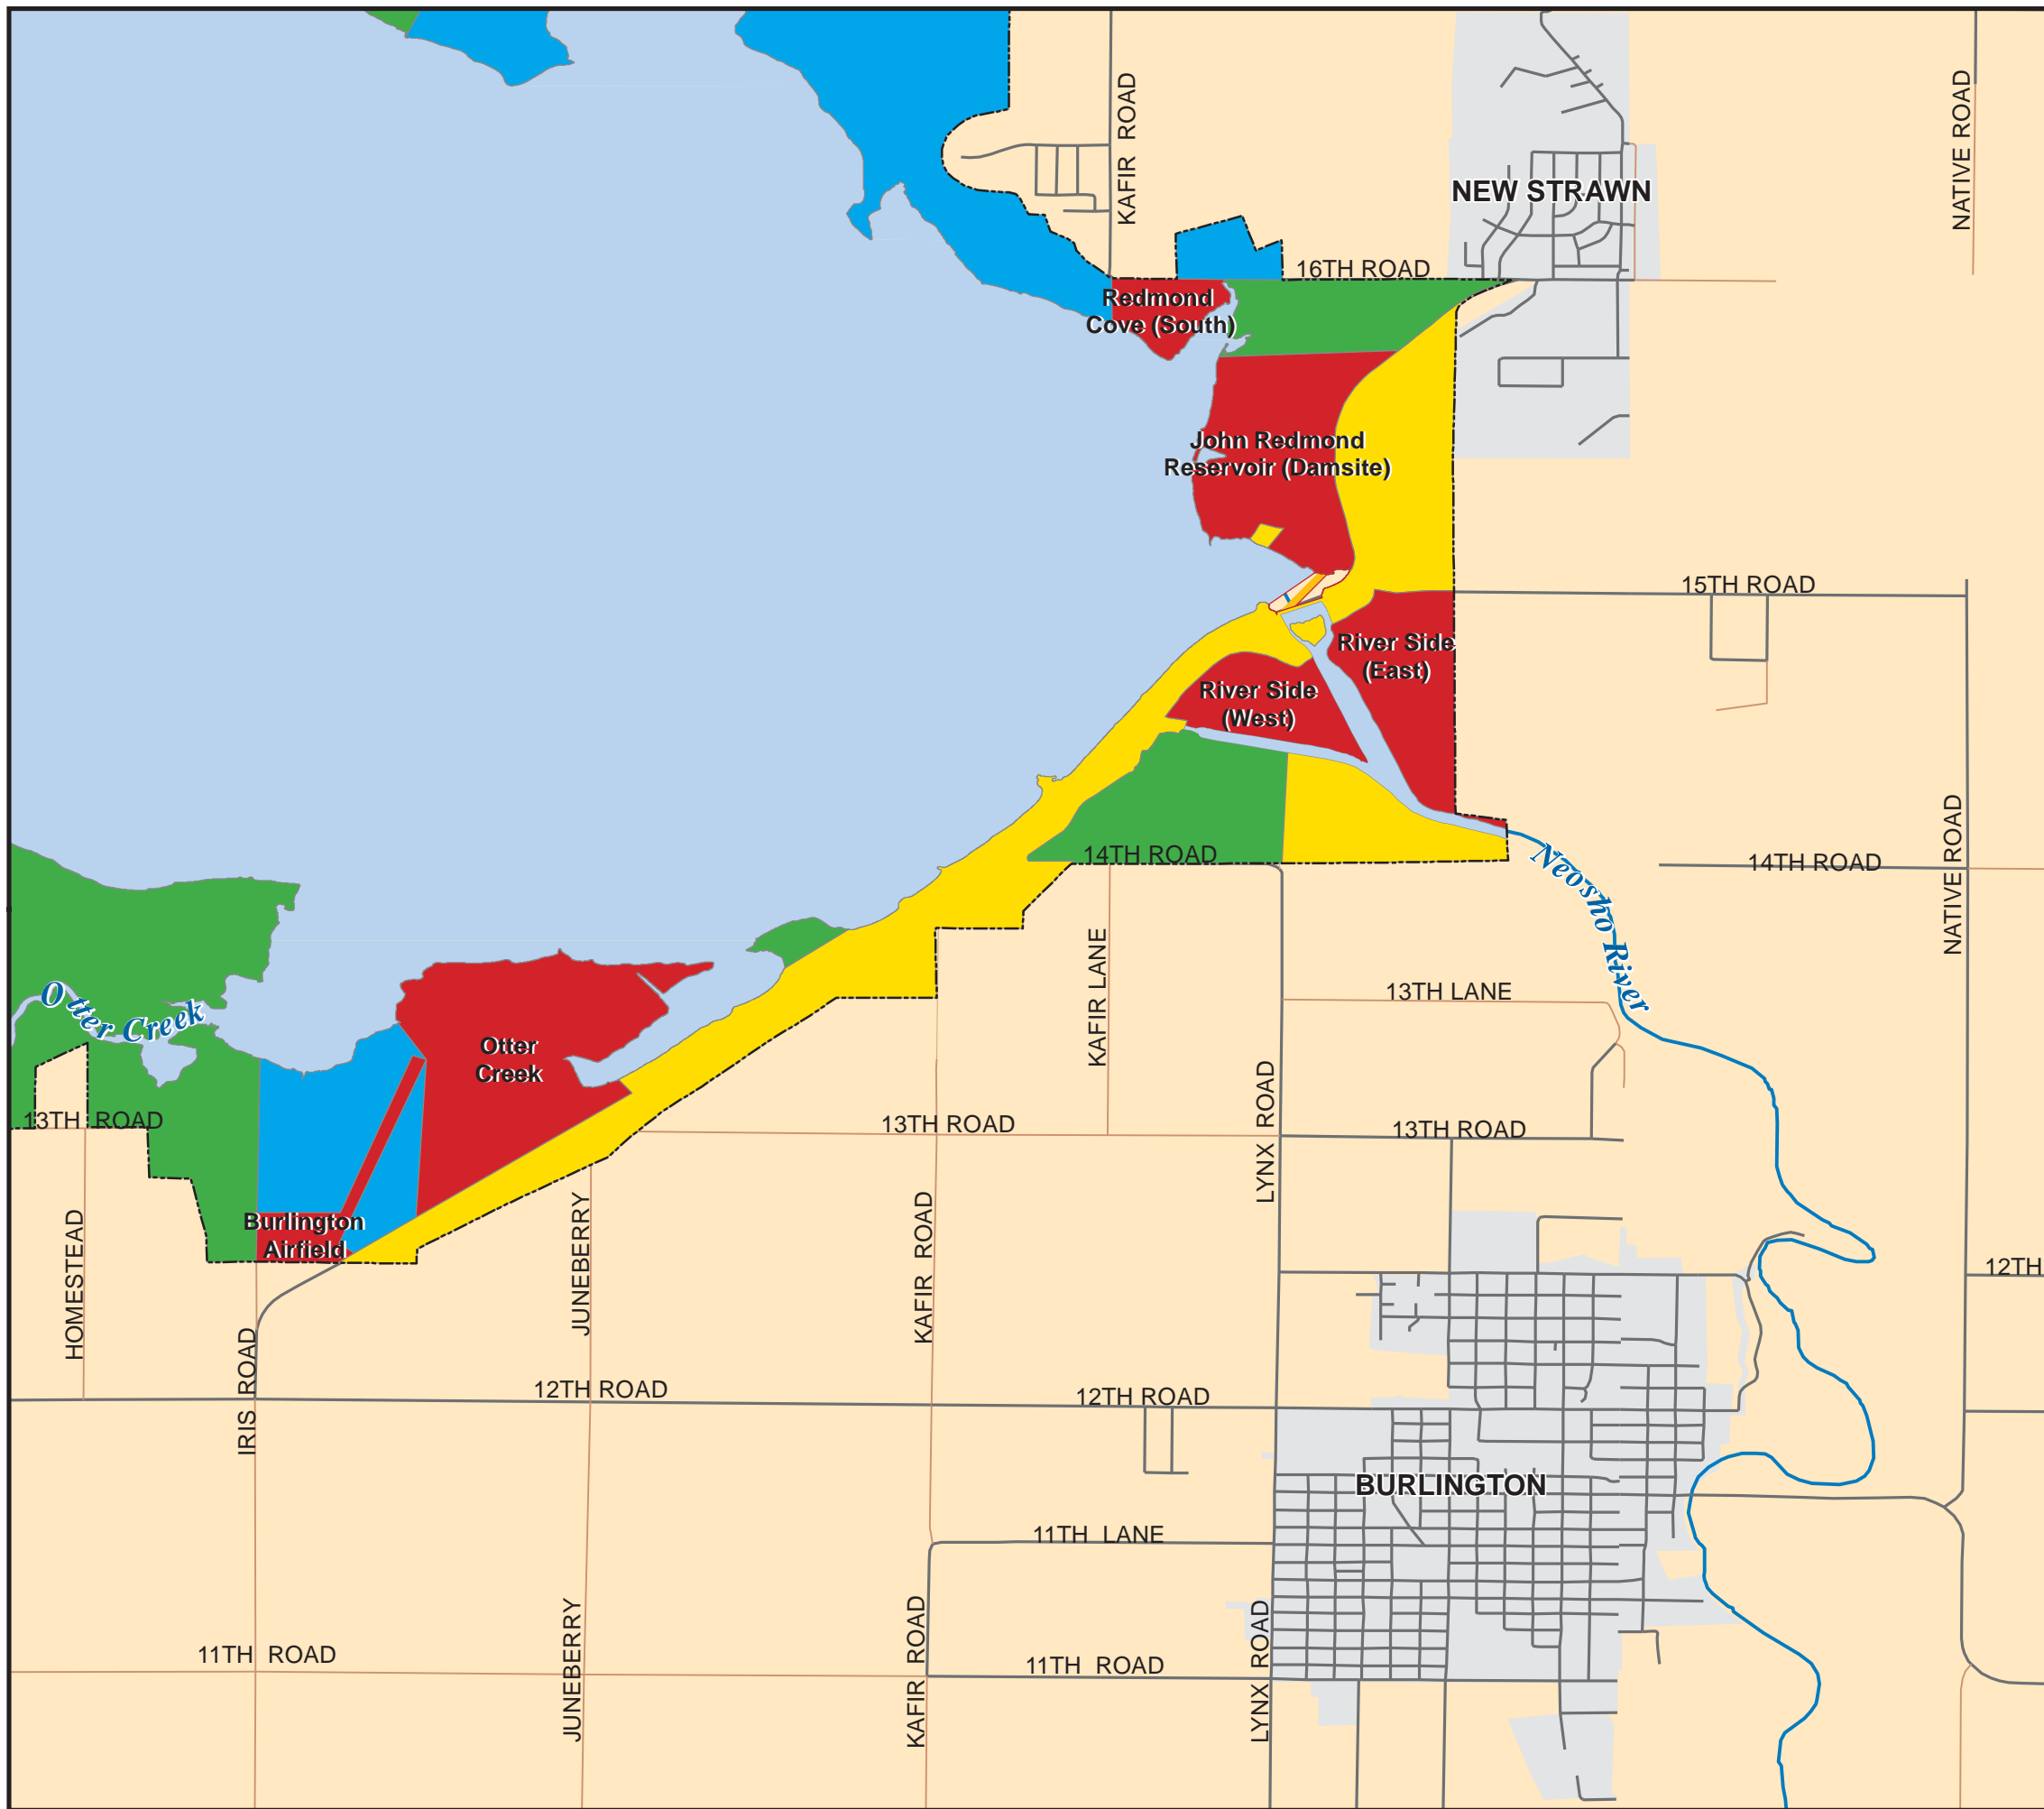 KAFIR ROAD
NATIVE ROAD
NEW STRAWN
16TH ROAD
Redmond
Cove (South)
John Redmond
Reservoir (Damsite)
15TH ROAD
River Side
(East)
River Side
(West)
14TH ROAD
14TH ROAD
NATIVE ROAD
Neosho River
KAFIR LANE
13TH LANE
Otter Creek
Otter
Creek
13TH ROAD
13TH ROAD
13TH ROAD
LYNX ROAD
Burlington
Airfield
HOMESTEAD
JUNEBERRY
KAFIR ROAD
12TH
IRIS ROAD
12TH ROAD
12TH ROAD
BURLINGTON
11TH LANE
11TH ROAD
JUNEBERRY
KAFIR ROAD
11TH ROAD
LYNX ROAD